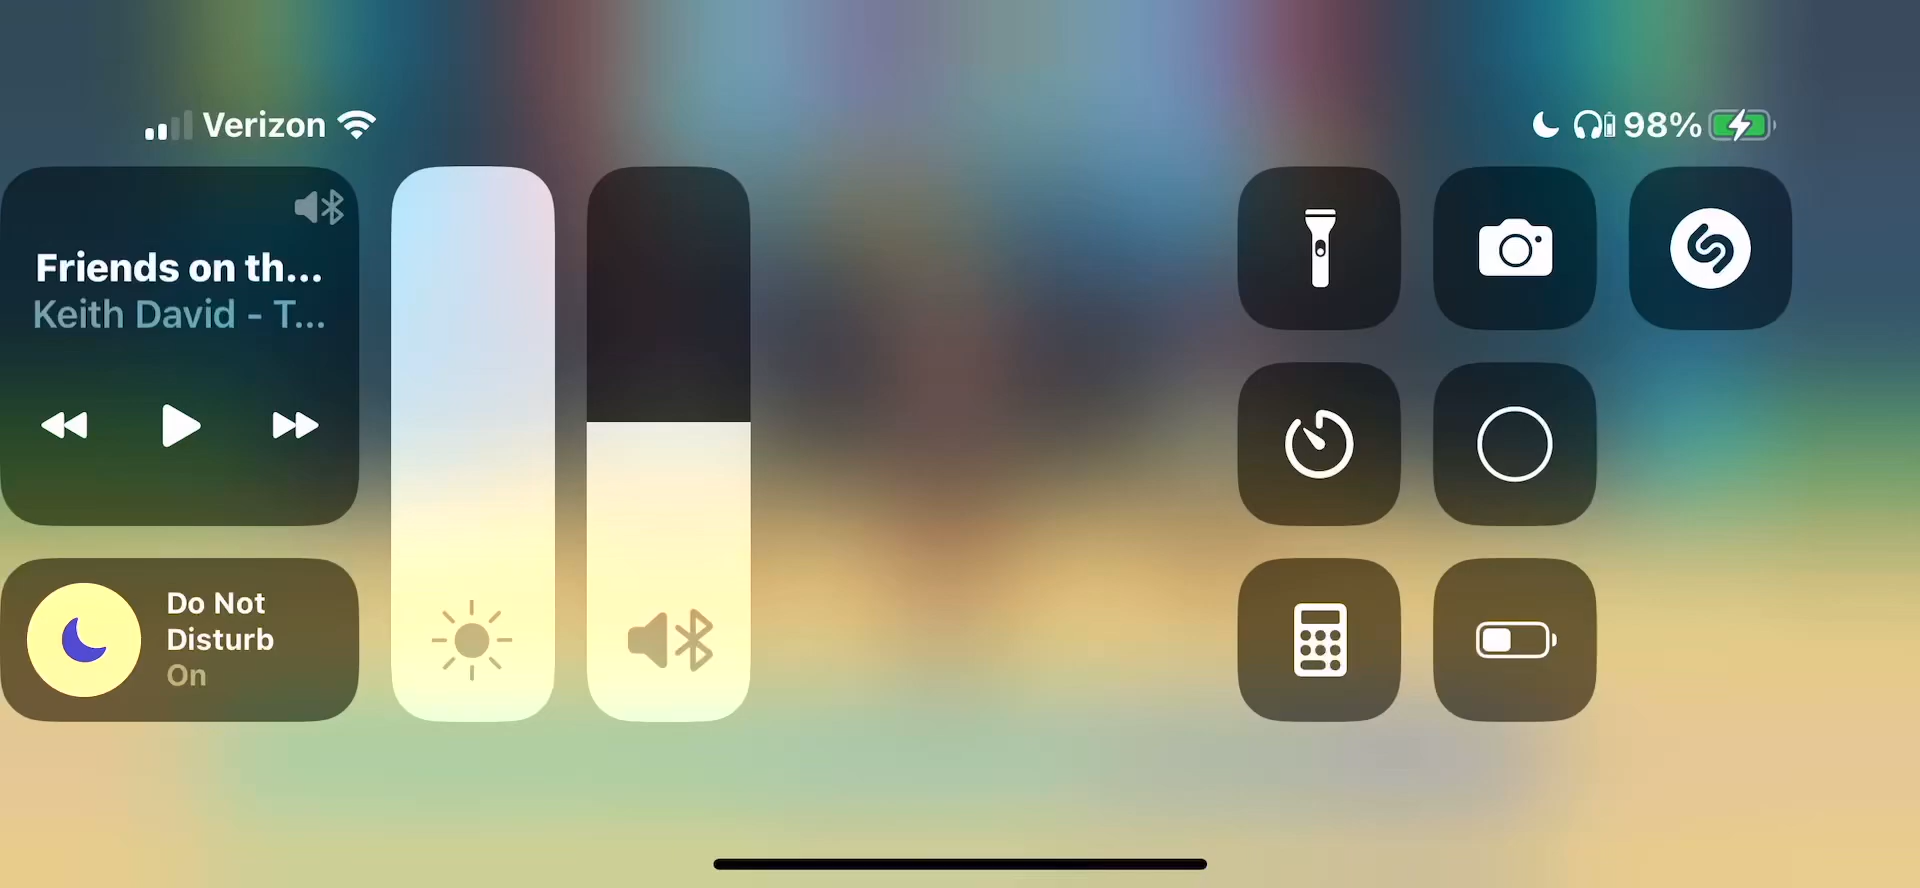 Verizon
98%
Friends on th...
Keith David - T...
Do Not
Disturb
On